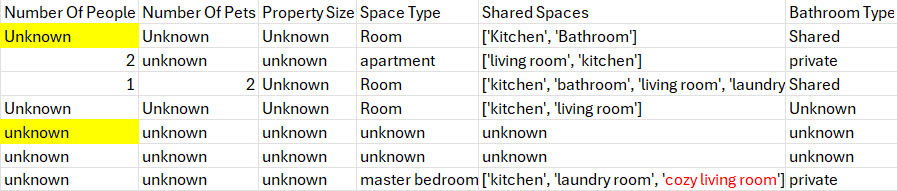 Number Of People Number Of Pets Property Size Space Type Shared Spaces Bathroom Type
Unknown Unknown Unknown Room ['Kitchen', 'Bathroom'] Shared
2 unknown unknown apartment ['living room', 'kitchen'] private
1 2 Unknown Room ['kitchen', 'bathroom', 'living room', 'laundry Shared
Unknown Unknown Unknown Room ['kitchen', 'living room'] Unknown
unknown unknown unknown unknown unknown unknown
unknown unknown unknown unknown unknown unknown
unknown unknown unknown master bedroom ['kitchen', 'laundry room', 'cozy living room'] private